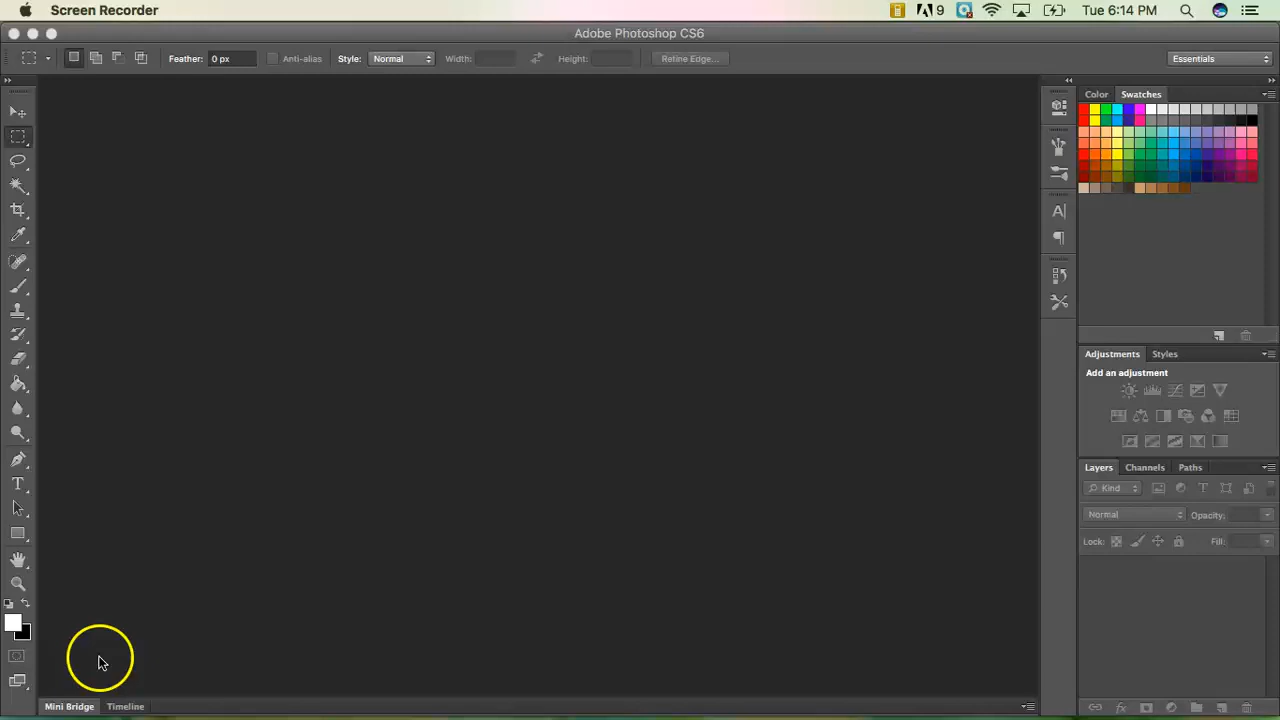 Screen Recorder
9
Tue 6:14 PM
Adobe Photoshop CS6
Feather: 0 px
Anti-alias
Style: Normal
Width:
Height:
Refine Edge...
Essentials
Color
Swatches
Adjustments
Styles
Add an adjustment
Layers
Channels
Paths
Kind
Normal
Opacity:
Lock:
Fill:
Mini Bridge
Timeline